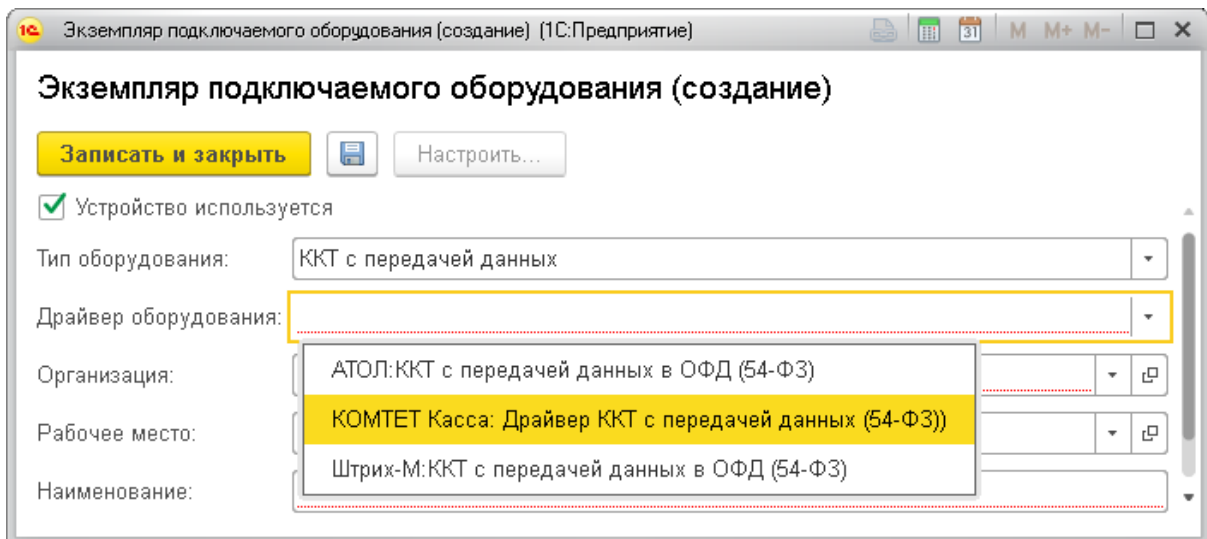 1С Экземпляр подключаемого оборудования (создание) (1С:Предприятие) 31 M M+ M-
Экземпляр подключаемого оборудования (создание)
Записать и закрыть Настроить...
Устройство используется
Тип оборудования: ККТ с передачей данных
Драйвер оборудования:
АТОЛ:ККТ с передачей данных в ОФД (54-ФЗ)
Организация:
КОМТЕТ Касса: Драйвер ККТ с передачей данных (54-ФЗ))
Рабочее место:
Штрих-М:ККТ с передачей данных в ОФД (54-ФЗ)
Наименование: